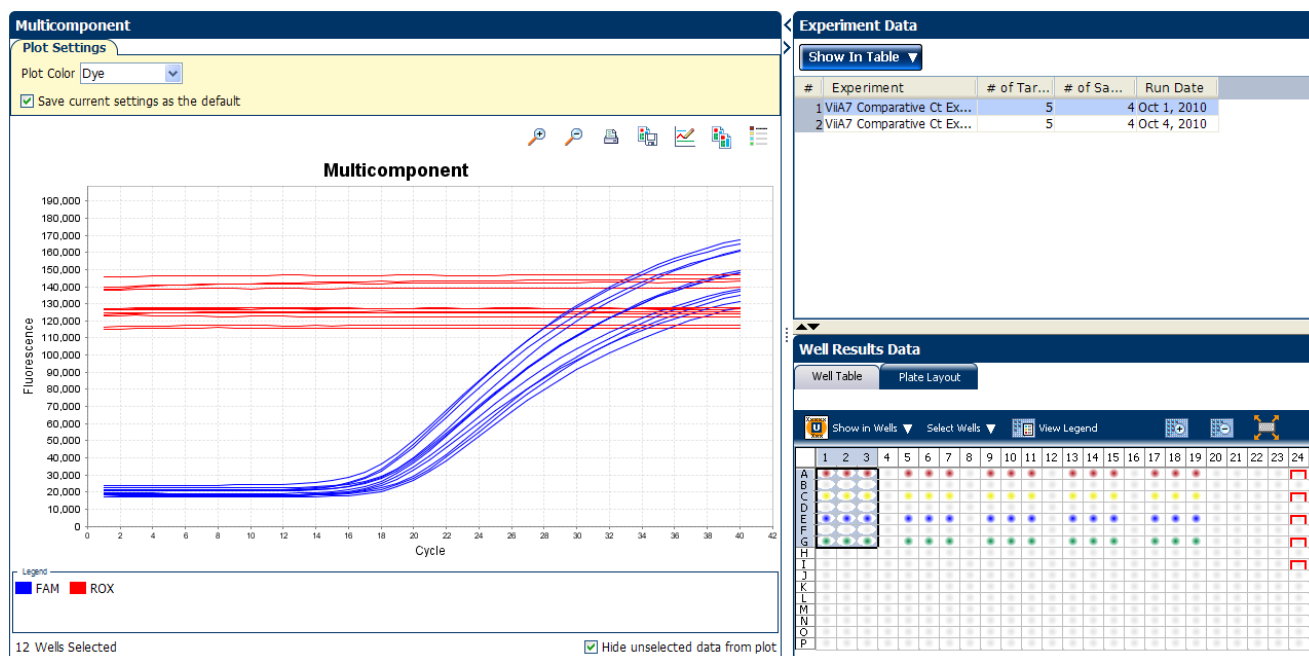 Multicomponent
Plot Settings
Plot Color Dye
Save current settings as the default
Multicomponent
Fluorescence
190,000
180,000
170,000
160,000
150,000
140,000
130,000
120,000
110,000
100,000
90,000
80,000
70,000
60,000
50,000
40,000
30,000
20,000
10,000
0
0 2 4 6 8 10 12 14 16 18 20 22 24 26 28 30 32 34 36 38 40 42
Cycle
Legend
FAM ROX
12 Wells Selected
Hide unselected data from plot
Experiment Data
Show In Table ▼
# Experiment # of Tar... # of Sa... Run Date
1 ViiA7 Comparative Ct Ex... 5 4 Oct 1, 2010
2 ViiA7 Comparative Ct Ex... 5 4 Oct 4, 2010
Well Results Data
Well Table Plate Layout
U Show in Wells ▼ Select Wells ▼ View Legend
1 2 3 4 5 6 7 8 9 10 11 12 13 14 15 16 17 18 19 20 21 22 23 24
A
B
C
D
E
F
G
H
I
J
K
L
M
N
O
P